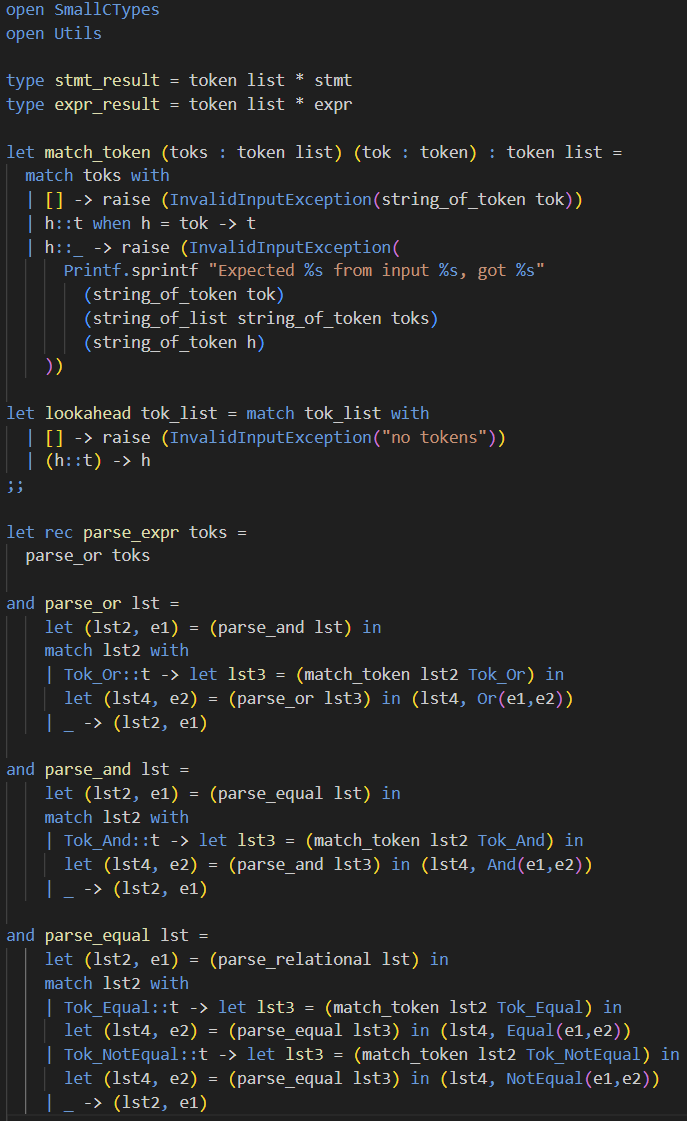 open SmallCTypes
open Utils

type stmt_result = token list * stmt
type expr_result = token list * expr

let match_token (toks : token list) (tok : token) : token list =
  match toks with
  | [] -> raise (InvalidInputException(string_of_token tok))
  | h::t when h = tok -> t
  | h::_ -> raise (InvalidInputException(
      Printf.sprintf "Expected %s from input %s, got %s"
        (string_of_token tok)
        (string_of_list string_of_token toks)
        (string_of_token h)
    ))

let lookahead tok_list = match tok_list with
  | [] -> raise (InvalidInputException("no tokens"))
  | (h::t) -> h
;;

let rec parse_expr toks =
  parse_or toks

and parse_or lst =
    let (lst2, e1) = (parse_and lst) in
    match lst2 with
    | Tok_Or::t -> let lst3 = (match_token lst2 Tok_Or) in
      let (lst4, e2) = (parse_or lst3) in (lst4, Or(e1,e2))
    | _ -> (lst2, e1)

and parse_and lst =
    let (lst2, e1) = (parse_equal lst) in
    match lst2 with
    | Tok_And::t -> let lst3 = (match_token lst2 Tok_And) in
      let (lst4, e2) = (parse_and lst3) in (lst4, And(e1,e2))
    | _ -> (lst2, e1)

and parse_equal lst =
    let (lst2, e1) = (parse_relational lst) in
    match lst2 with
    | Tok_Equal::t -> let lst3 = (match_token lst2 Tok_Equal) in
      let (lst4, e2) = (parse_equal lst3) in (lst4, Equal(e1,e2))
    | Tok_NotEqual::t -> let lst3 = (match_token lst2 Tok_NotEqual) in
      let (lst4, e2) = (parse_equal lst3) in (lst4, NotEqual(e1,e2))
    | _ -> (lst2, e1)